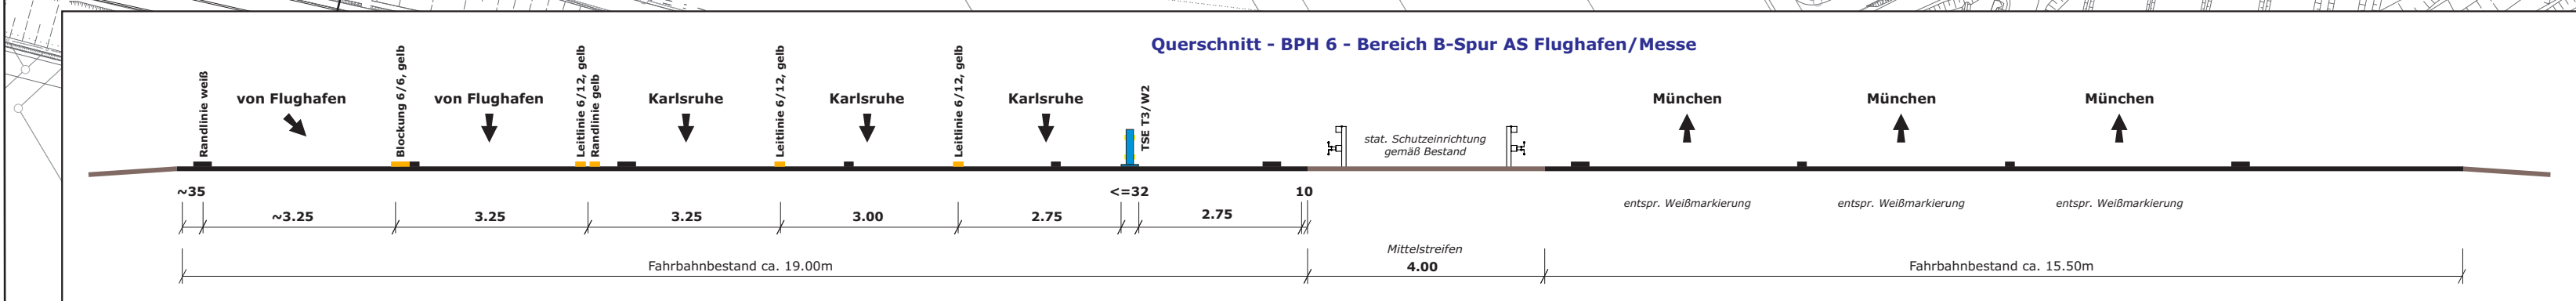 Querschnitt - BPH 6 - Bereich B-Spur AS Flughafen/Messe
Randlinie weiß
von Flughafen
Blockung 6/6, gelb
von Flughafen
Leitlinie 6/12, gelb
Randlinie gelb
Karlsruhe
Leitlinie 6/12, gelb
Karlsruhe
Leitlinie 6/12, gelb
Karlsruhe
TSE T3/W2
stat. Schutzeinrichtung
gemäß Bestand
München
München
München
~35
<=32
10
~3.25
3.25
3.25
3.00
2.75
2.75
entspr. Weißmarkierung
entspr. Weißmarkierung
entspr. Weißmarkierung
Fahrbahnbestand ca. 19.00m
Mittelstreifen
4.00
Fahrbahnbestand ca. 15.50m